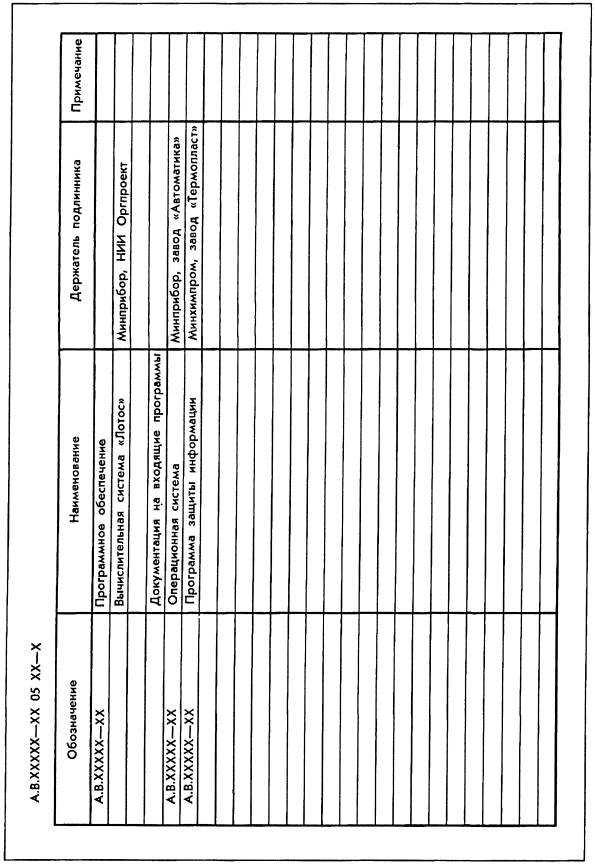 А.В.ХХХХХ—ХХ 05 ХХ—Х
Обозначение Наименование Держатель подлинника Примечание
А.В.ХХХХХ—ХХ Программное обеспечение
Вычислительная система «Лотос» Минприбор, НИИ Оргпроект
Документация на входящие программы
А.В.ХХХХХ—ХХ Операционная система Минприбор, завод «Автоматика»
А.В.ХХХХХ—ХХ Программа защиты информации Минхимпром, завод «Термопласт»